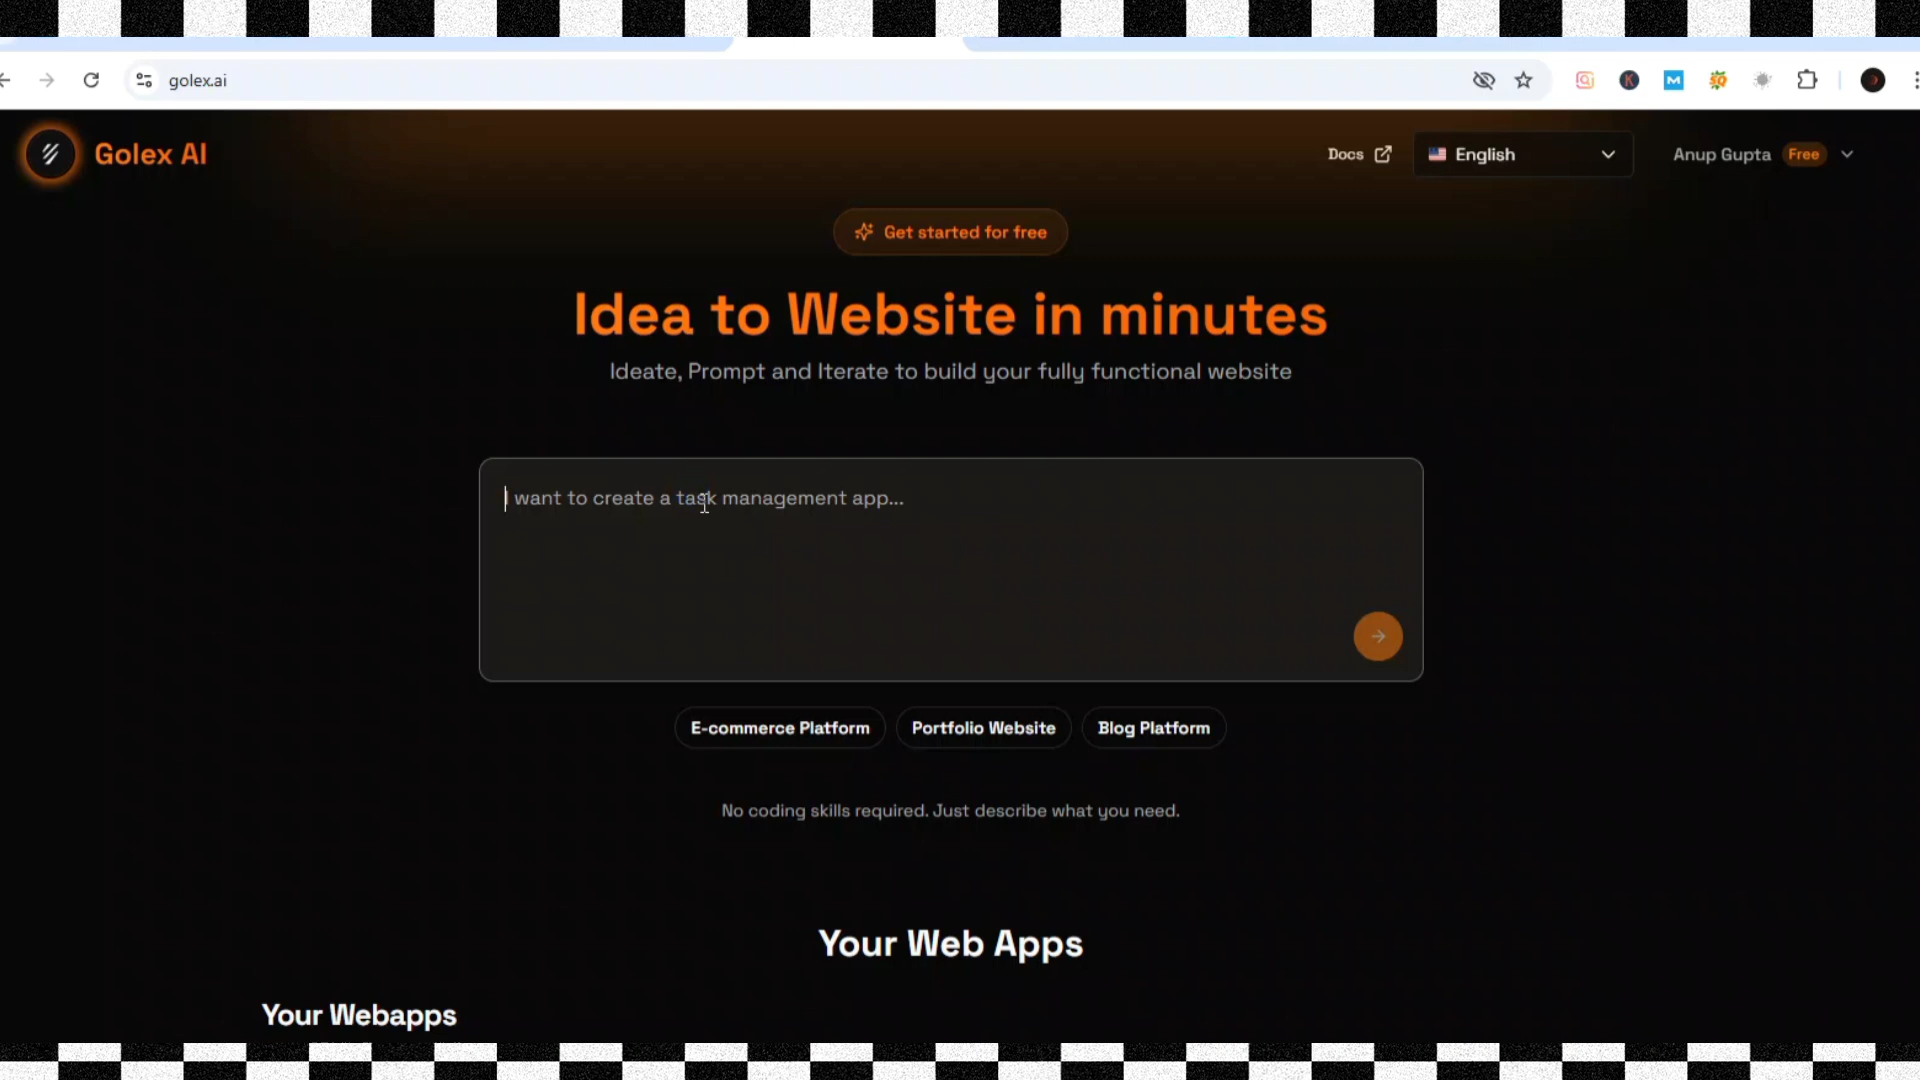 golex.ai
Golex AI
Docs
English
Anup Gupta Free
Get started for free
Idea to Website in minutes
Ideate, Prompt and Iterate to build your fully functional website
I want to create a task management app...
E-commerce Platform
Portfolio Website
Blog Platform
No coding skills required. Just describe what you need.
Your Web Apps
Your Webapps